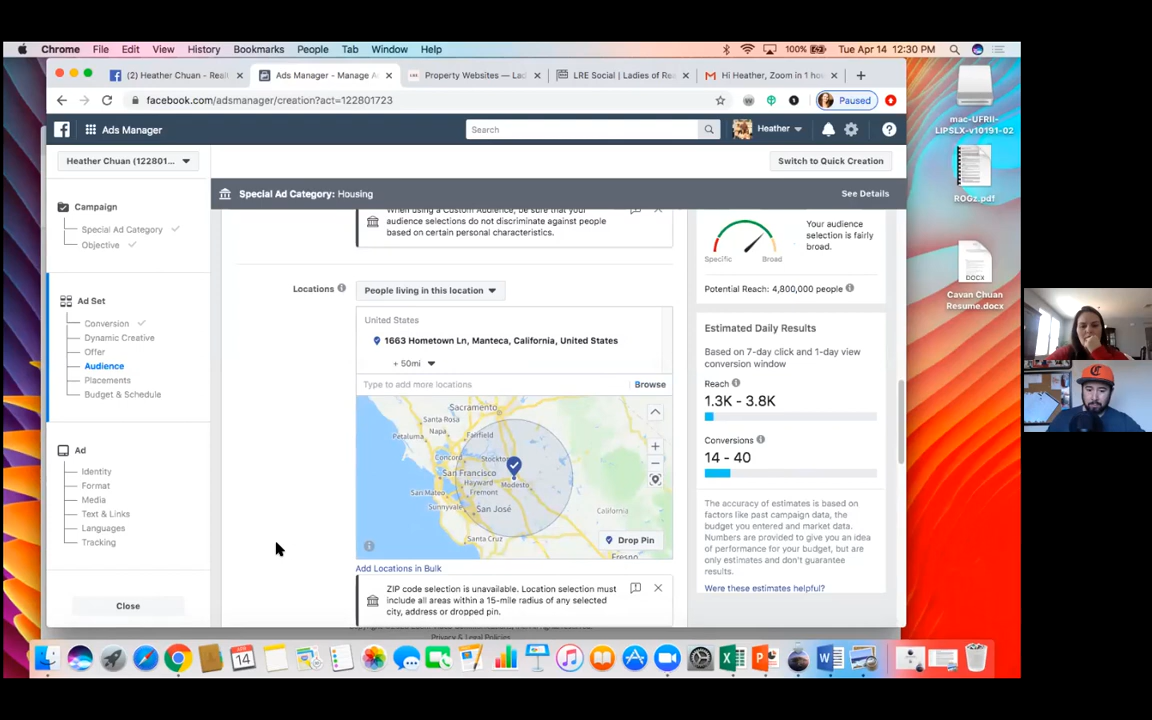 Chrome File Edit View History Bookmarks People Tab Window Help 100% Tue Apr 14 12:30 PM
(2) Heather Chuan - Real Ads Manager - Manage A Property Websites — Lad LRE Social | Ladies of Rea Hi Heather, Zoom in 1 hou
facebook.com/adsmanager/creation?act=122801723 Paused
Ads Manager Search Heather
Heather Chuan (122801... Switch to Quick Creation
Special Ad Category: Housing See Details
Campaign
Special Ad Category
Objective
Ad Set
Conversion
Dynamic Creative
Offer
Audience
Placements
Budget & Schedule
Ad
Identity
Format
Media
Text & Links
Languages
Tracking
Close
When using a Custom Audience, be sure that your
audience selections do not discriminate against people
based on certain personal characteristics.
Locations People living in this location
United States
1663 Hometown Ln, Manteca, California, United States
+ 50mi
Type to add more locations Browse
Sacramento
Santa Rosa
Napa
Petaluma
Fairfield
Concord
Stockto
San Francisco
Modesto
Hayward
San Mateo
Fremont
Sunnyvale
San José
California
Santa Cruz
Fresno
Drop Pin
Add Locations in Bulk
ZIP code selection is unavailable. Location selection must
include all areas within a 15-mile radius of any selected
city, address or dropped pin.
Your audience
selection is fairly
broad.
Specific Broad
Potential Reach: 4,800,000 people
Estimated Daily Results
Based on 7-day click and 1-day view
conversion window
Reach
1.3K - 3.8K
Conversions
14 - 40
The accuracy of estimates is based on
factors like past campaign data, the
budget you entered and market data.
Numbers are provided to give you an idea
of performance for your budget, but are
only estimates and don't guarantee
results.
Were these estimates helpful?
Privacy & Legal Policies
mac-UFRII-
LIPSLX-v10191-02
ROGz.pdf
DOCX
Cavan Chuan
Resume.docx
APR
14